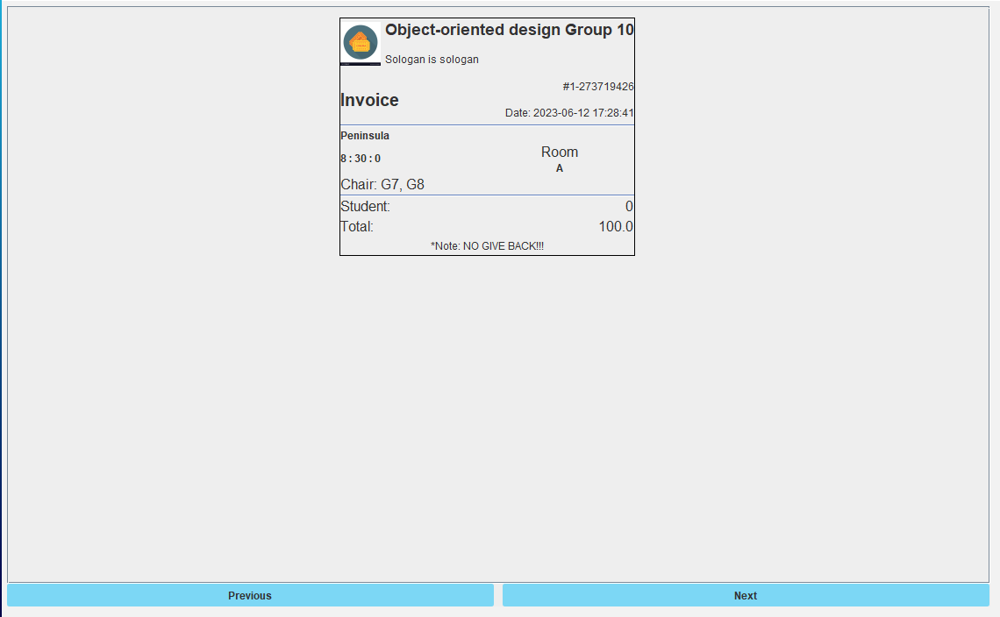 Object-oriented design Group 10
Sologan is sologan
#1-273719426
Invoice
Date: 2023-06-12 17:28:41
Peninsula
8 : 30 : 0
Room
A
Chair: G7, G8
Student: 0
Total: 100.0
*Note: NO GIVE BACK!!!
Previous
Next